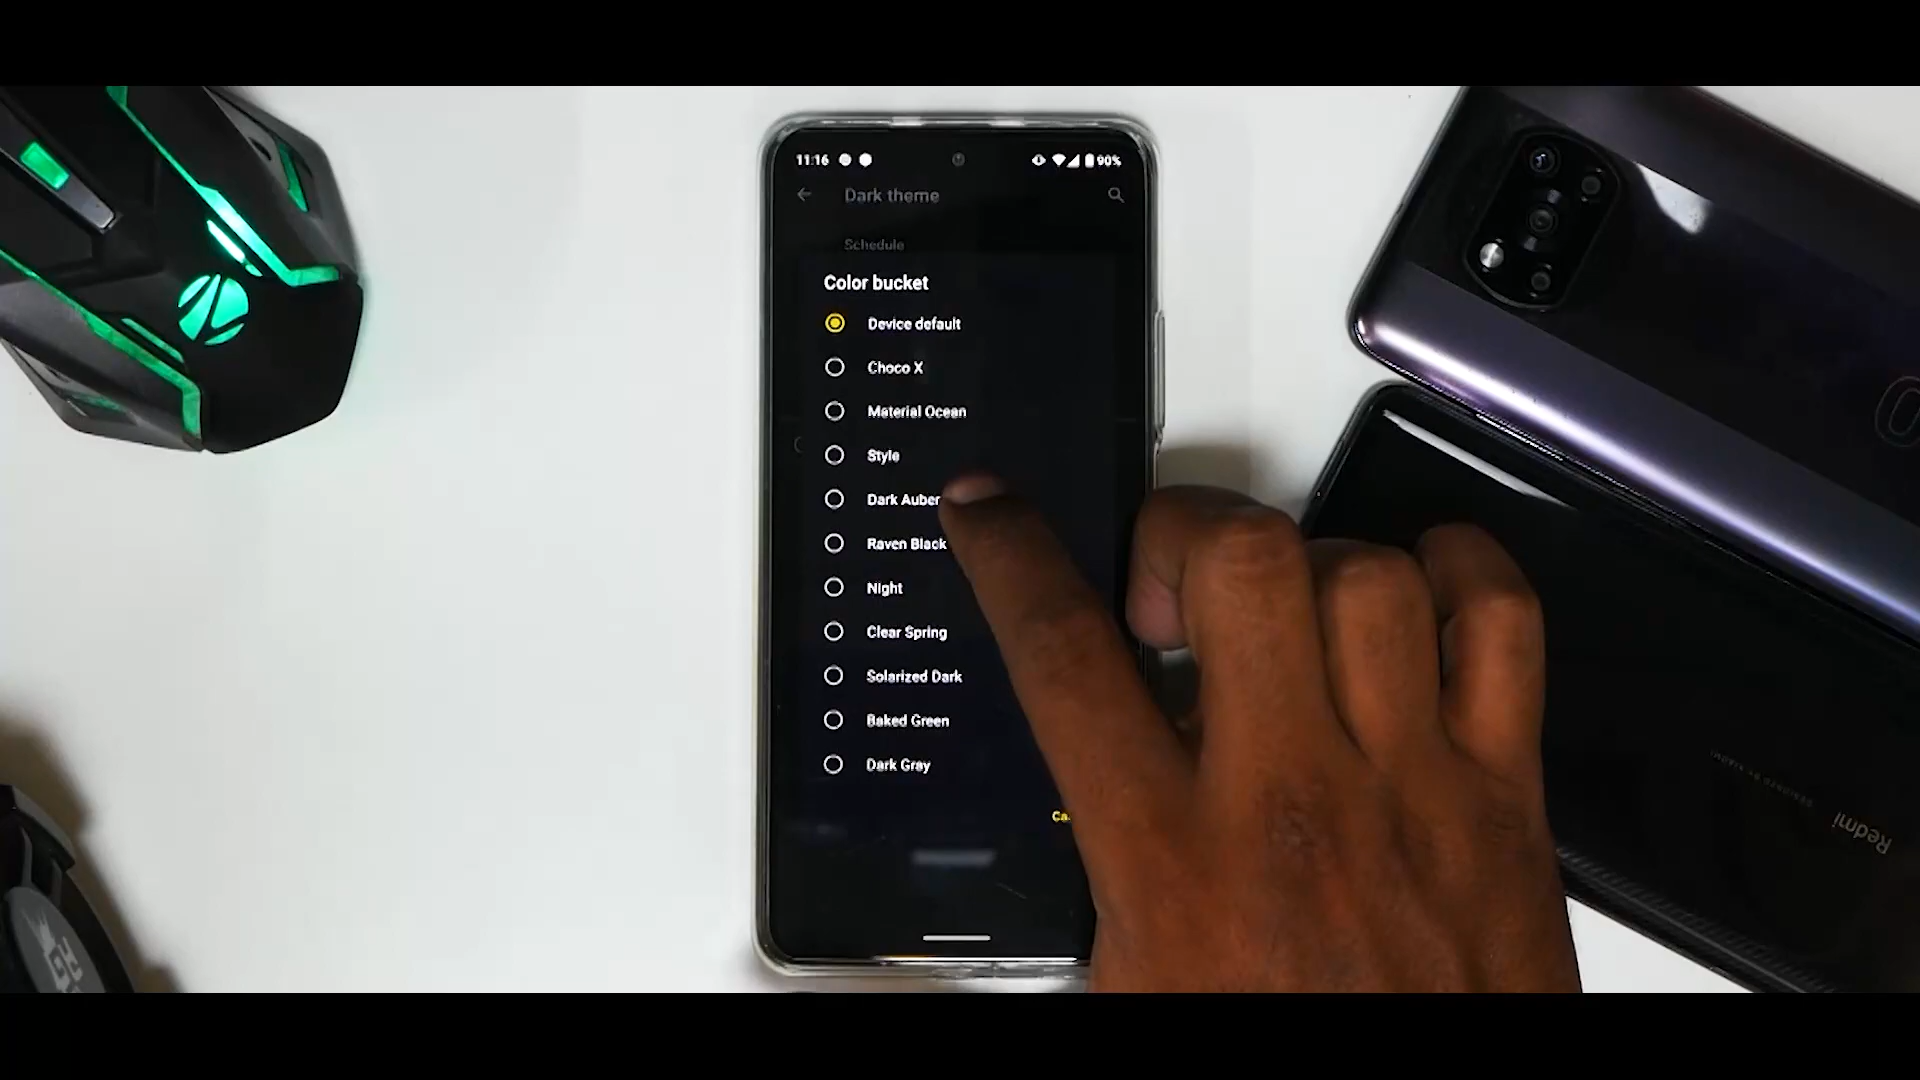 11:16 90%
Dark theme
Schedule
Color bucket
Device default
Choco X
Material Ocean
Style
Dark Auber
Raven Black
Night
Clear Spring
Solarized Dark
Baked Green
Dark Gray
Redmi